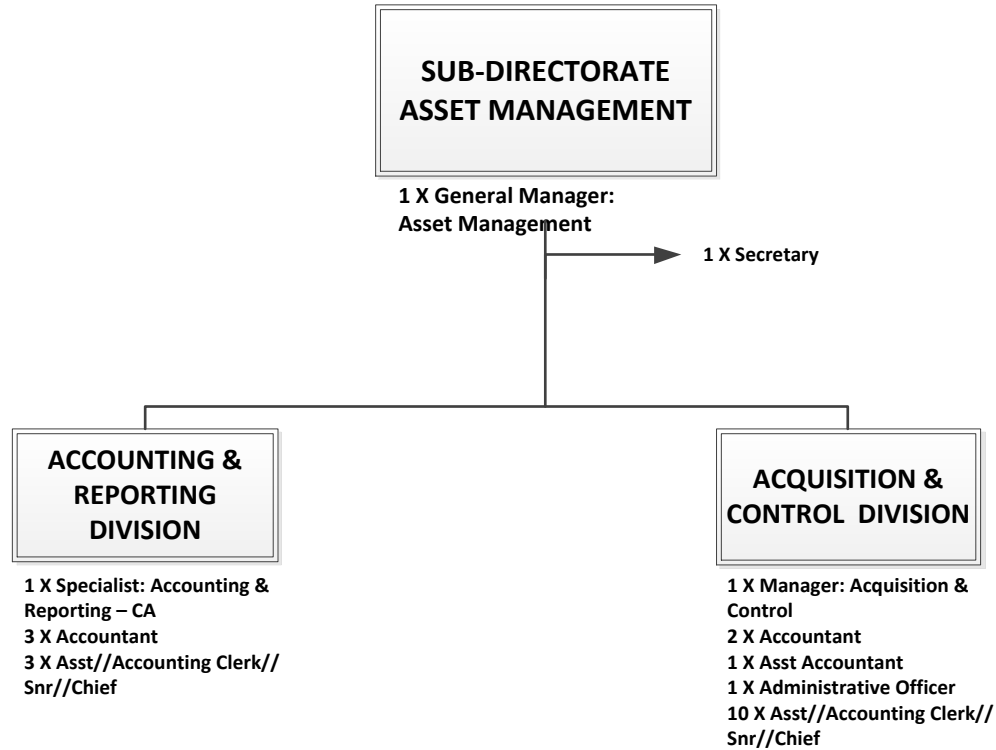 SUB-DIRECTORATE
ASSET MANAGEMENT
1 X General Manager:
Asset Management
1 X Secretary
ACCOUNTING &
REPORTING
DIVISION
1 X Specialist: Accounting &
Reporting – CA
3 X Accountant
3 X Asst//Accounting Clerk//
Snr//Chief
ACQUISITION &
CONTROL DIVISION
1 X Manager: Acquisition &
Control
2 X Accountant
1 X Asst Accountant
1 X Administrative Officer
10 X Asst//Accounting Clerk//
Snr//Chief